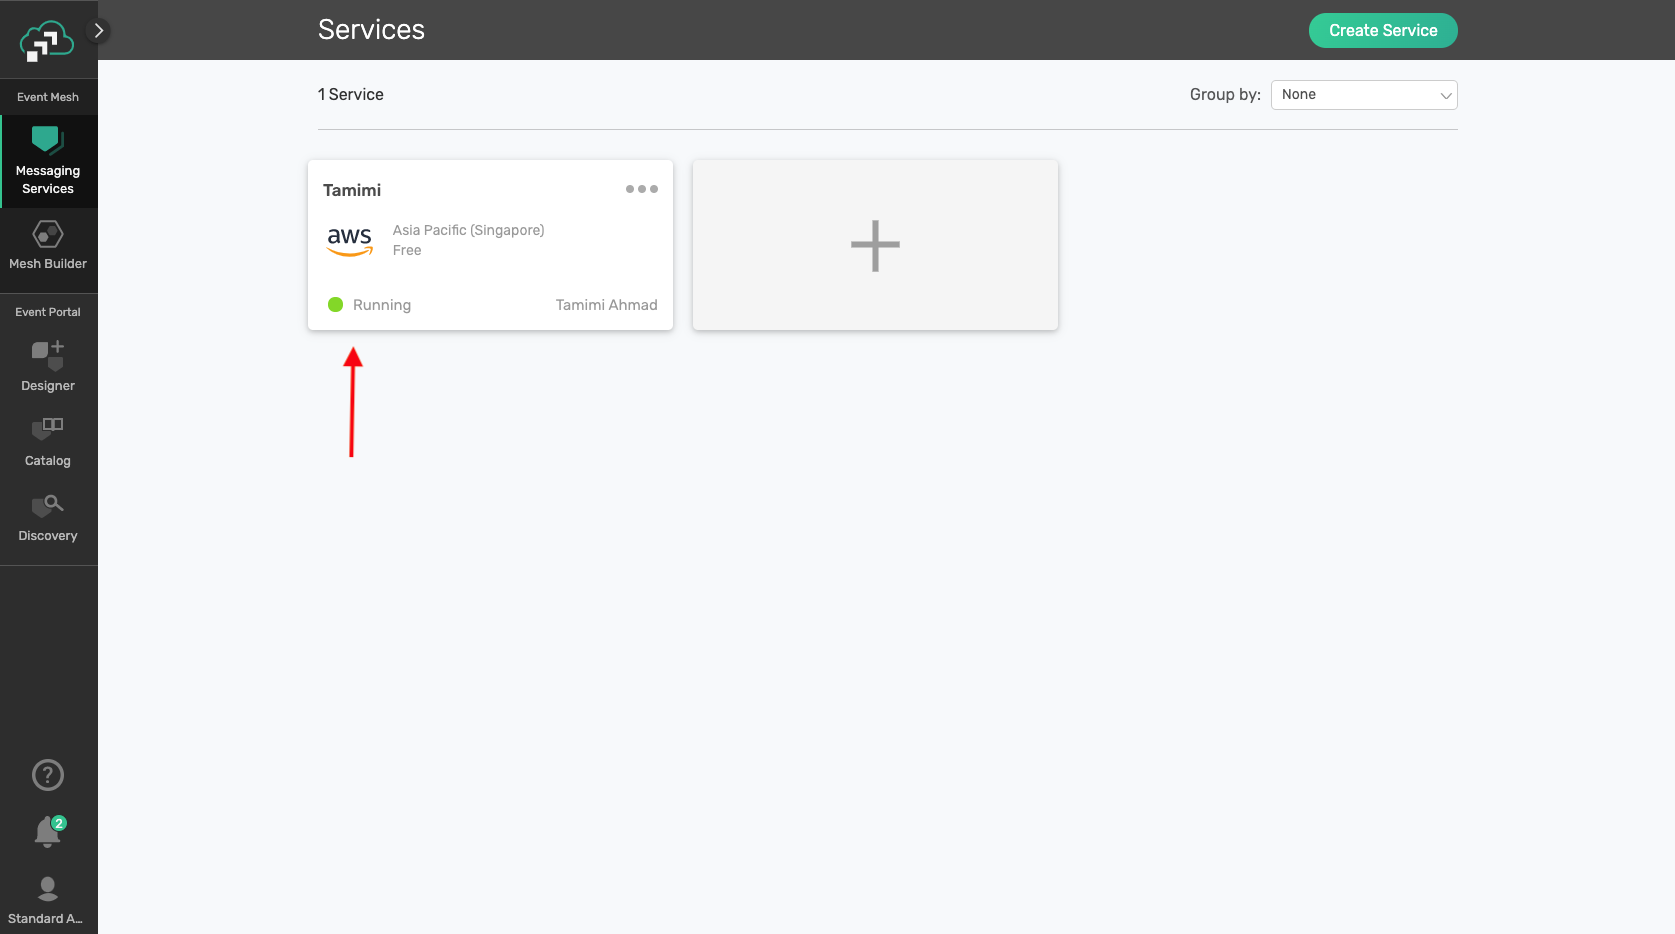 Services
Create Service
Event Mesh
Messaging
Services
Mesh Builder
Event Portal
Designer
Catalog
Discovery
?
2
Standard A...
1 Service
Group by:
None
Tamimi
aws
Asia Pacific (Singapore)
Free
Running
Tamimi Ahmad